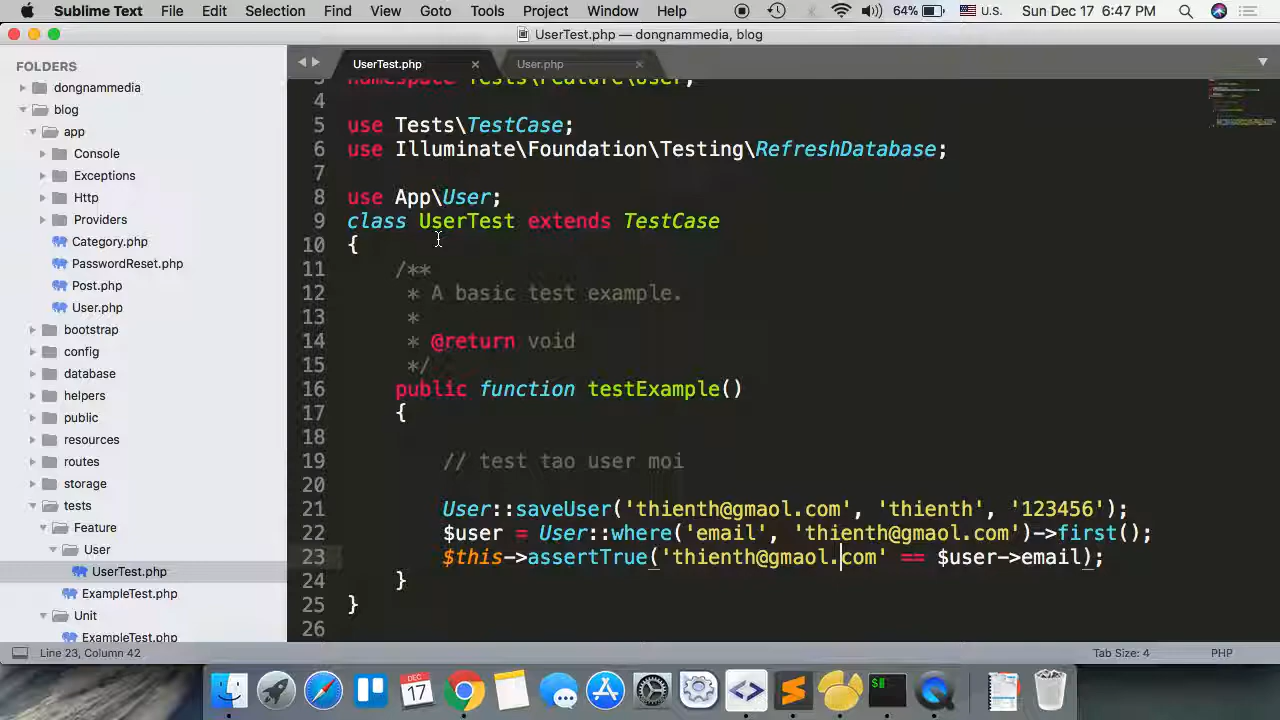 Sublime Text File Edit Selection Find View Goto Tools Project Window Help 64% U.S. Sun Dec 17 6:47 PM
UserTest.php — dongnammedia, blog
FOLDERS
dongnammedia
blog
app
Console
Exceptions
Http
Providers
Category.php
PasswordReset.php
Post.php
User.php
bootstrap
config
database
helpers
public
resources
routes
storage
tests
Feature
User
UserTest.php
ExampleTest.php
Unit
ExampleTest.php
UserTest.php User.php
3 namespace Tests\Feature\User;
4
5 use Tests\TestCase;
6 use Illuminate\Foundation\Testing\RefreshDatabase;
7
8 use App\User;
9 class UserTest extends TestCase
10 {
11 /**
12 * A basic test example.
13 *
14 * @return void
15 */
16 public function testExample()
17 {
18
19 // test tao user moi
20
21 User::saveUser('thienth@gmaol.com', 'thienth', '123456');
22 $user = User::where('email', 'thienth@gmaol.com')->first();
23 $this->assertTrue('thienth@gmaol.com' == $user->email);
24 }
25 }
26
Line 23, Column 42 Tab Size: 4 PHP
DEC
17